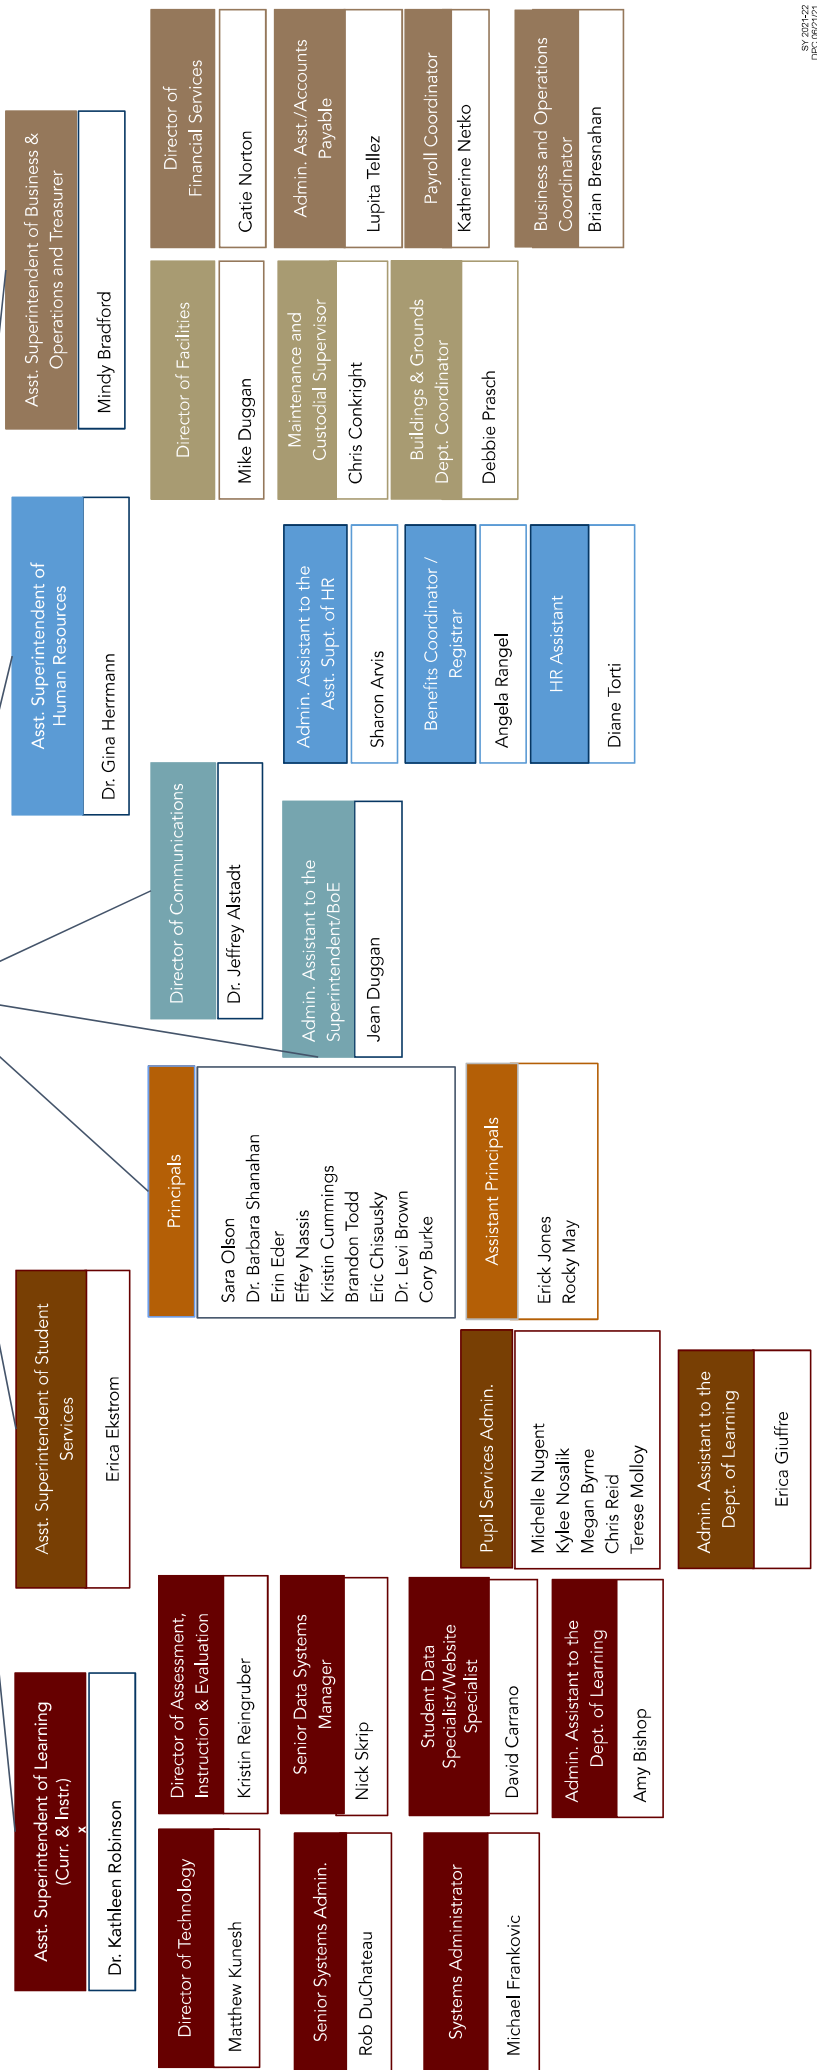 Asst. Superintendent of Learning
(Curr. & Instr.)
x
Dr. Kathleen Robinson
Director of Technology
Matthew Kunesh
Senior Systems Admin.
Rob DuChateau
Systems Administrator
Michael Frankovic
Director of Assessment,
Instruction & Evaluation
Kristin Reingruber
Senior Data Systems
Manager
Nick Skrip
Student Data
Specialist/Website
Specialist
David Carrano
Admin. Assistant to the
Dept. of Learning
Amy Bishop
Asst. Superintendent of Student
Services
Erica Ekstrom
Pupil Services Admin.
Michelle Nugent
Kylee Nosalik
Megan Byrne
Chris Reid
Terese Molloy
Admin. Assistant to the
Dept. of Learning
Erica Giuffre
Principals
Sara Olson
Dr. Barbara Shanahan
Erin Eder
Effey Nassis
Kristin Cummings
Brandon Todd
Eric Chisausky
Dr. Levi Brown
Cory Burke
Assistant Principals
Erick Jones
Rocky May
Director of Communications
Dr. Jeffrey Alstadt
Admin. Assistant to the
Superintendent/BoE
Jean Duggan
Asst. Superintendent of
Human Resources
Dr. Gina Herrmann
Admin. Assistant to the
Asst. Supt. of HR
Sharon Arvis
Benefits Coordinator /
Registrar
Angela Rangel
HR Assistant
Diane Torti
Asst. Superintendent of Business &
Operations and Treasurer
Mindy Bradford
Director of Facilities
Mike Duggan
Maintenance and
Custodial Supervisor
Chris Conkright
Buildings & Grounds
Dept. Coordinator
Debbie Prasch
Director of
Financial Services
Catie Norton
Admin. Asst./Accounts
Payable
Lupita Tellez
Payroll Coordinator
Katherine Netko
Business and Operations
Coordinator
Brian Bresnahan
SY 2021-22